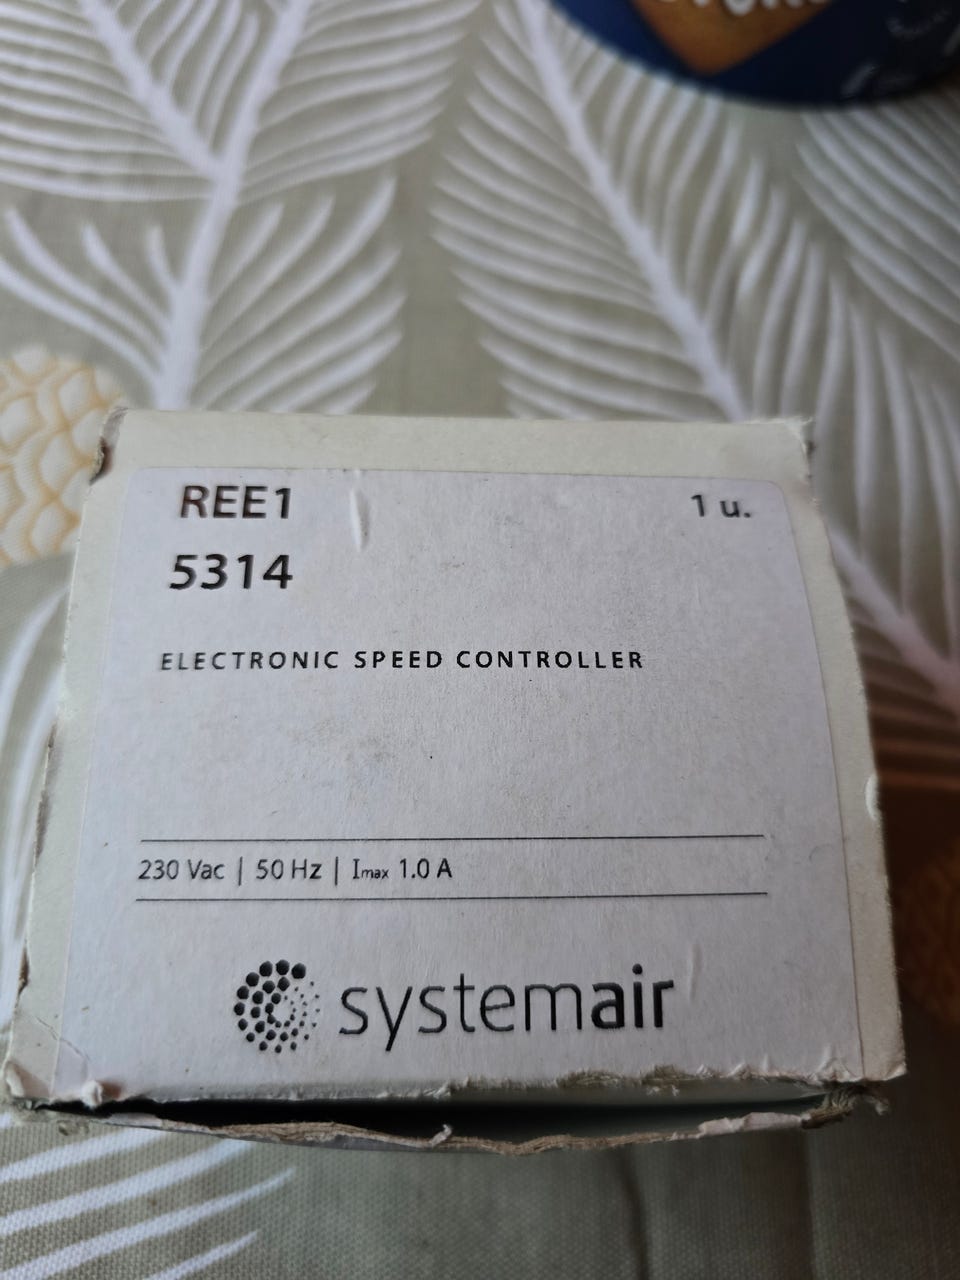 REE1 1 u.
5314
ELECTRONIC SPEED CONTROLLER
230 Vac | 50 Hz | Imax 1.0 A
systemair